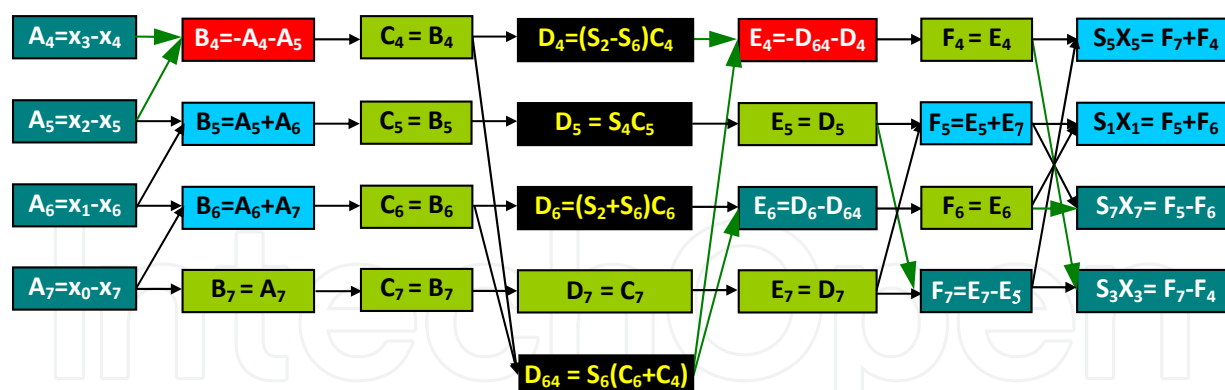 A₄=x₃-x₄ B₄=-A₄-A₅ C₄ = B₄ D₄=(S₂-S₆)C₄ E₄=-D₆₄-D₄ F₄ = E₄ S₅X₅= F₇+F₄
A₅=x₂-x₅ B₅=A₅+A₆ C₅ = B₅ D₅ = S₄C₅ E₅ = D₅ F₅=E₅+E₇ S₁X₁= F₅+F₆
A₆=x₁-x₆ B₆=A₆+A₇ C₆ = B₆ D₆=(S₂+S₆)C₆ E₆=D₆-D₆₄ F₆ = E₆ S₇X₇= F₅-F₆
A₇=x₀-x₇ B₇ = A₇ C₇ = B₇ D₇ = C₇ E₇ = D₇ F₇=E₇-E₅ S₃X₃= F₇-F₄
D₆₄ = S₆(C₆+C₄)
IntechOpen